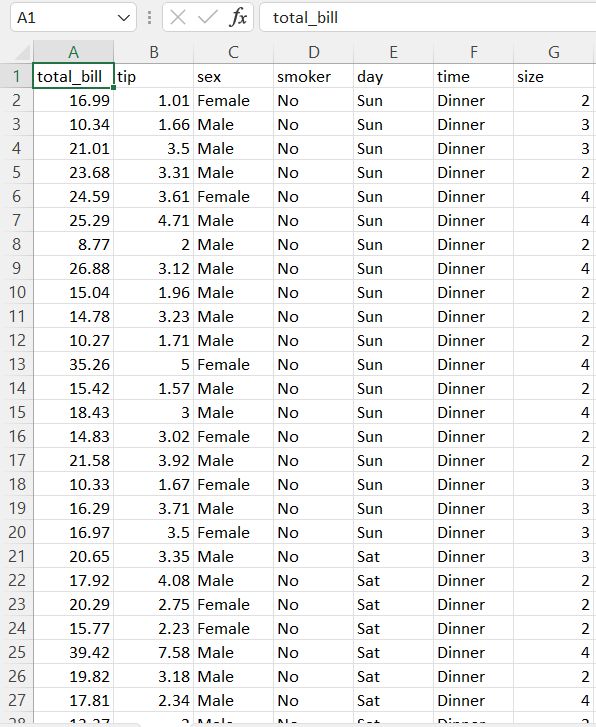 A1 fx total_bill
A B C D E F G
1 total_bill tip sex smoker day time size
2 16.99 1.01 Female No Sun Dinner 2
3 10.34 1.66 Male No Sun Dinner 3
4 21.01 3.5 Male No Sun Dinner 3
5 23.68 3.31 Male No Sun Dinner 2
6 24.59 3.61 Female No Sun Dinner 4
7 25.29 4.71 Male No Sun Dinner 4
8 8.77 2 Male No Sun Dinner 2
9 26.88 3.12 Male No Sun Dinner 4
10 15.04 1.96 Male No Sun Dinner 2
11 14.78 3.23 Male No Sun Dinner 2
12 10.27 1.71 Male No Sun Dinner 2
13 35.26 5 Female No Sun Dinner 4
14 15.42 1.57 Male No Sun Dinner 2
15 18.43 3 Male No Sun Dinner 4
16 14.83 3.02 Female No Sun Dinner 2
17 21.58 3.92 Male No Sun Dinner 2
18 10.33 1.67 Female No Sun Dinner 3
19 16.29 3.71 Male No Sun Dinner 3
20 16.97 3.5 Female No Sun Dinner 3
21 20.65 3.35 Male No Sat Dinner 3
22 17.92 4.08 Male No Sat Dinner 2
23 20.29 2.75 Female No Sat Dinner 2
24 15.77 2.23 Female No Sat Dinner 2
25 39.42 7.58 Male No Sat Dinner 4
26 19.82 3.18 Male No Sat Dinner 2
27 17.81 2.34 Male No Sat Dinner 4